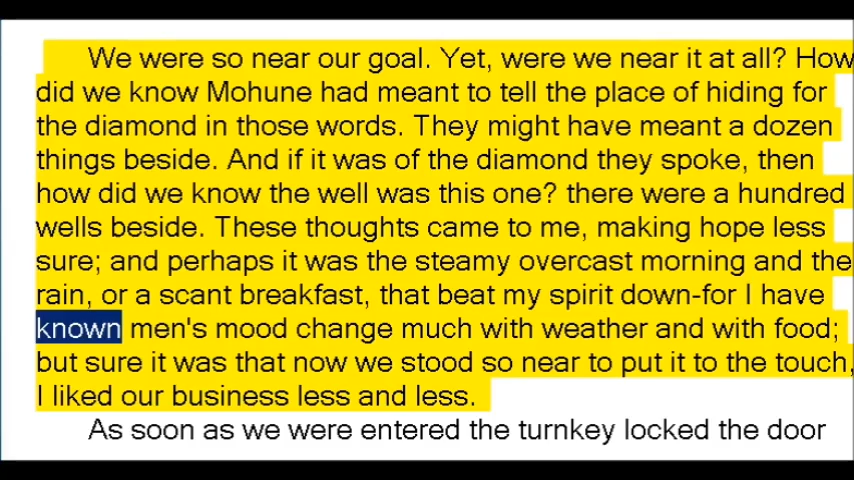 We were so near our goal. Yet, were we near it at all? How
did we know Mohune had meant to tell the place of hiding for
the diamond in those words. They might have meant a dozen
things beside. And if it was of the diamond they spoke, then
how did we know the well was this one? there were a hundred
wells beside. These thoughts came to me, making hope less
sure; and perhaps it was the steamy overcast morning and the
rain, or a scant breakfast, that beat my spirit down-for I have
known men's mood change much with weather and with food;
but sure it was that now we stood so near to put it to the touch,
I liked our business less and less.
As soon as we were entered the turnkey locked the door